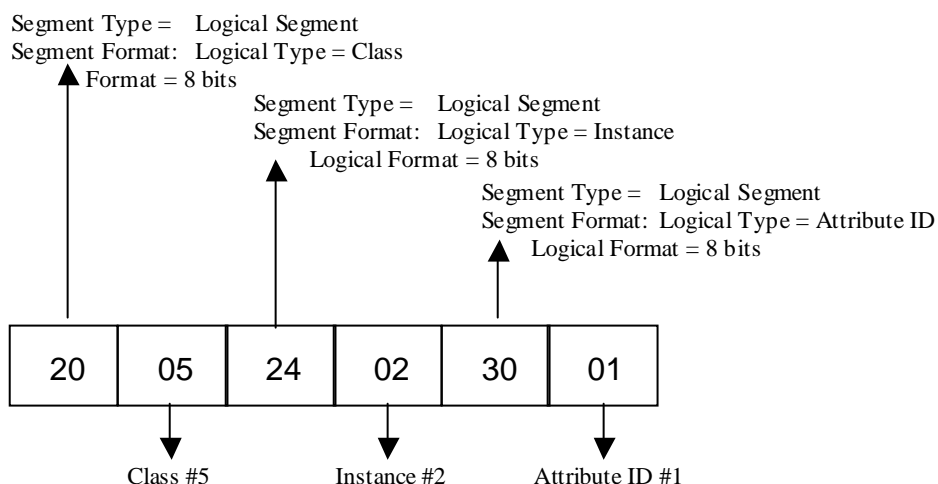 Segment Type = Logical Segment
Segment Format: Logical Type = Class
Format = 8 bits
Segment Type = Logical Segment
Segment Format: Logical Type = Instance
Logical Format = 8 bits
Segment Type = Logical Segment
Segment Format: Logical Type = Attribute ID
Logical Format = 8 bits
20 05 24 02 30 01
Class #5 Instance #2 Attribute ID #1